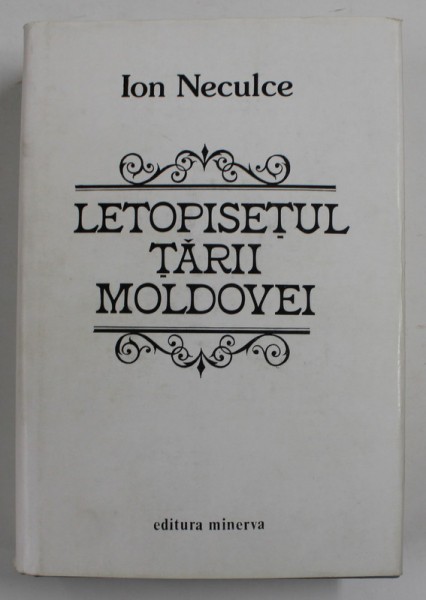 Ion Neculce
LETOPISEȚUL
ȚĂRII
MOLDOVEI
editura minerva